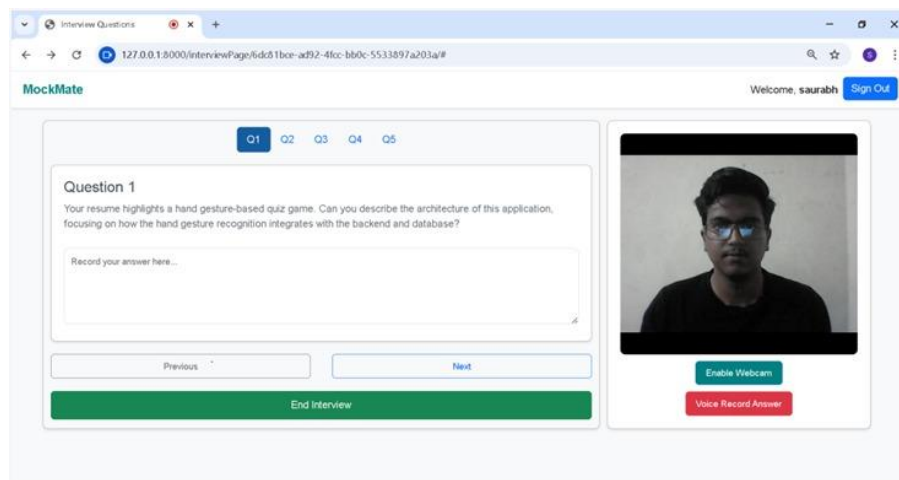 Interview Questions
127.0.0.1:8000/interviewPage/6dc81bce-ad92-4fcc-bb0c-5533897a203a/#
S
MockMate
Welcome, saurabh
Sign Out
Q1 Q2 Q3 Q4 Q5
Question 1
Your resume highlights a hand gesture-based quiz game. Can you describe the architecture of this application,
focusing on how the hand gesture recognition integrates with the backend and database?
Record your answer here...
Previous
Next
End Interview
Enable Webcam
Voice Record Answer